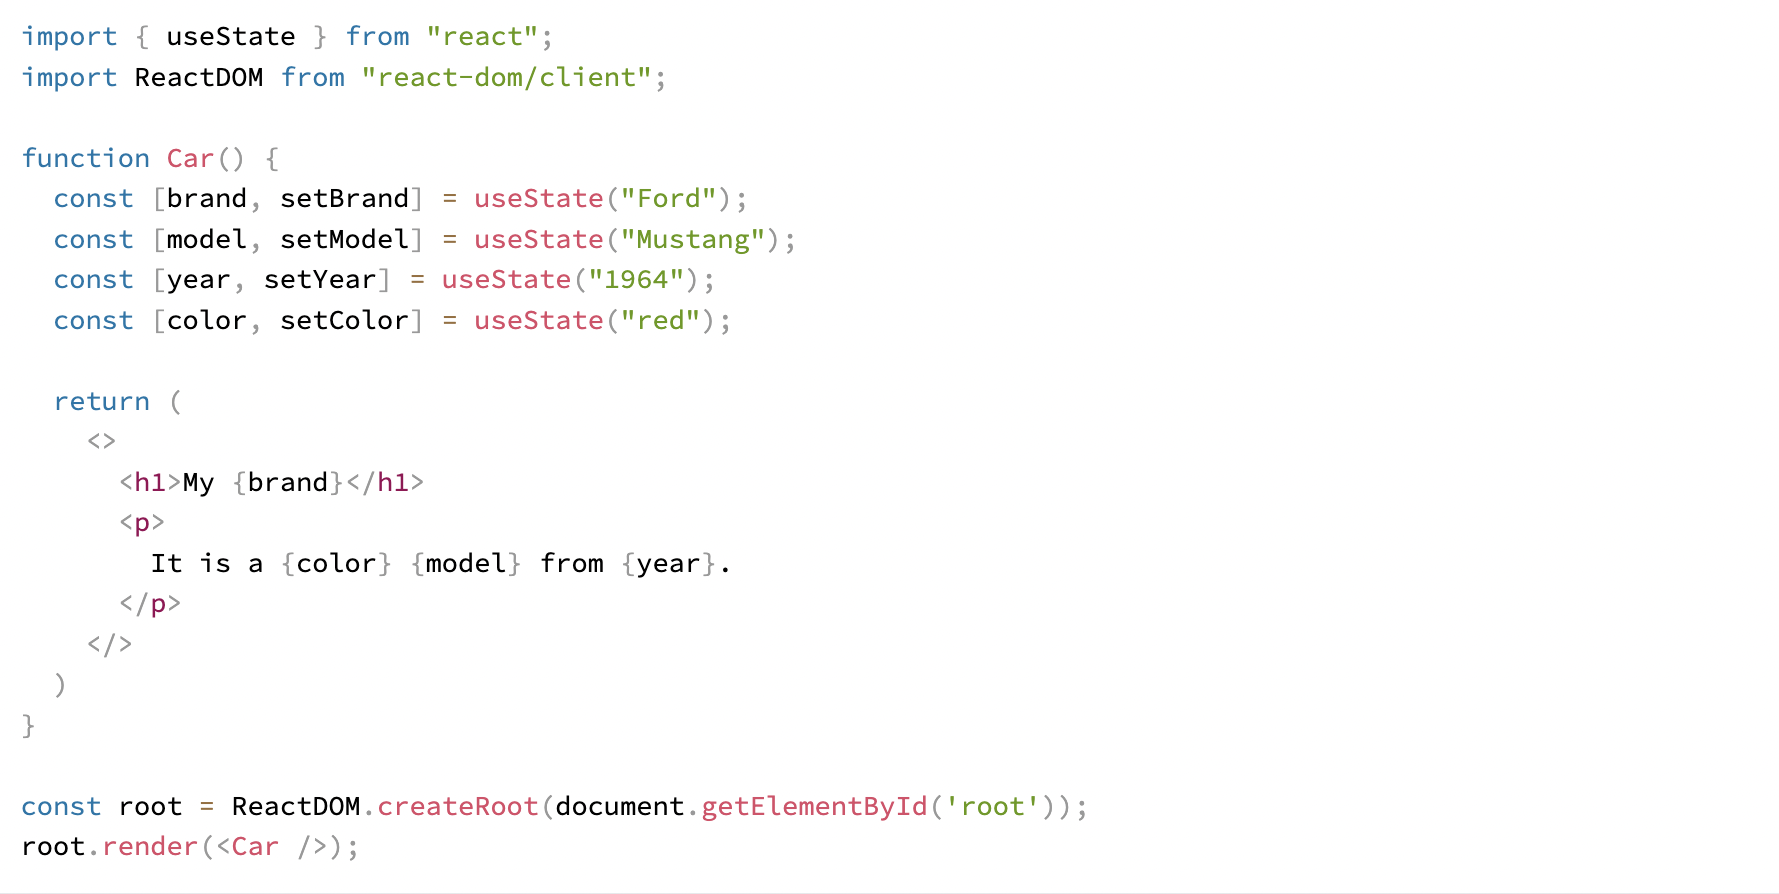 import { useState } from "react";
import ReactDOM from "react-dom/client";

function Car() {
  const [brand, setBrand] = useState("Ford");
  const [model, setModel] = useState("Mustang");
  const [year, setYear] = useState("1964");
  const [color, setColor] = useState("red");

  return (
    <>
      <h1>My {brand}</h1>
      <p>
        It is a {color} {model} from {year}.
      </p>
    </>
  )
}

const root = ReactDOM.createRoot(document.getElementById('root'));
root.render(<Car />);